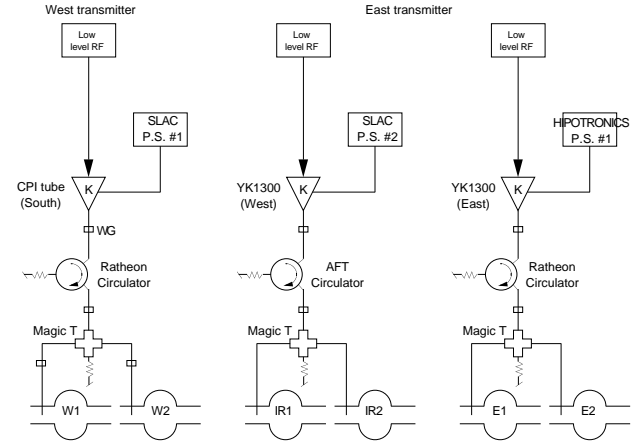 West transmitter
East transmitter
Low
level RF
Low
level RF
Low
level RF
SLAC
P.S. #1
SLAC
P.S. #2
HIPOTRONICS
P.S. #1
CPI tube
(South)
K
YK1300
(West)
K
YK1300
(East)
K
WG
Ratheon
Circulator
AFT
Circulator
Ratheon
Circulator
Magic T
Magic T
Magic T
W1
W2
IR1
IR2
E1
E2